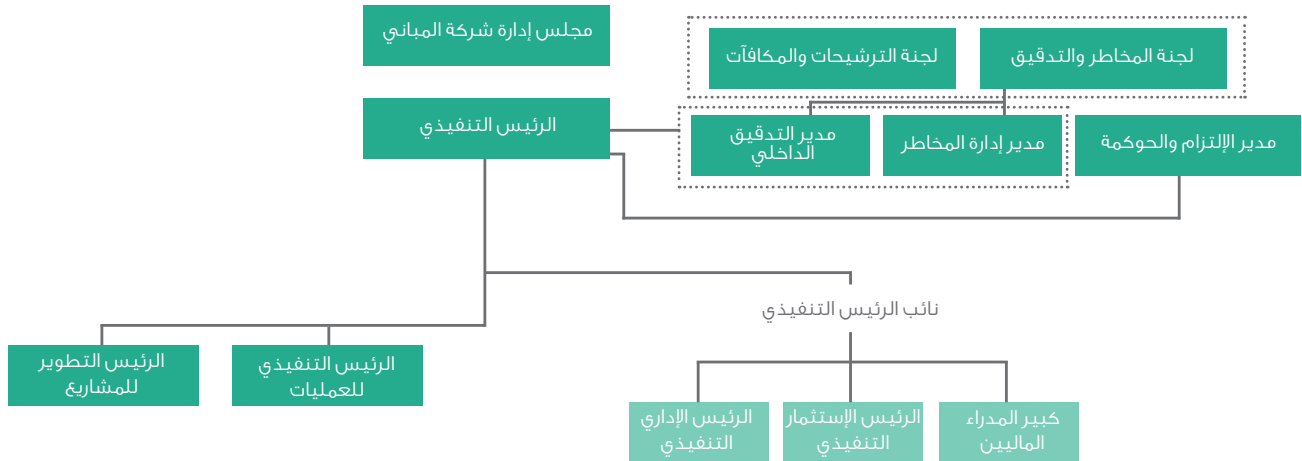 مجلس إدارة شركة المباني
لجنة المخاطر والتدقيق
لجنة الترشيحات والمكافآت
الرئيس التنفيذي
مدير الإلتزام والحوكمة
مدير إدارة المخاطر
مدير التدقيق
الداخلي
نائب الرئيس التنفيذي
الرئيس التنفيذي
للعمليات
الرئيس التطوير
للمشاريع
كبير المدراء
الماليين
الرئيس الإستثمار
التنفيذي
الرئيس الإداري
التنفيذي